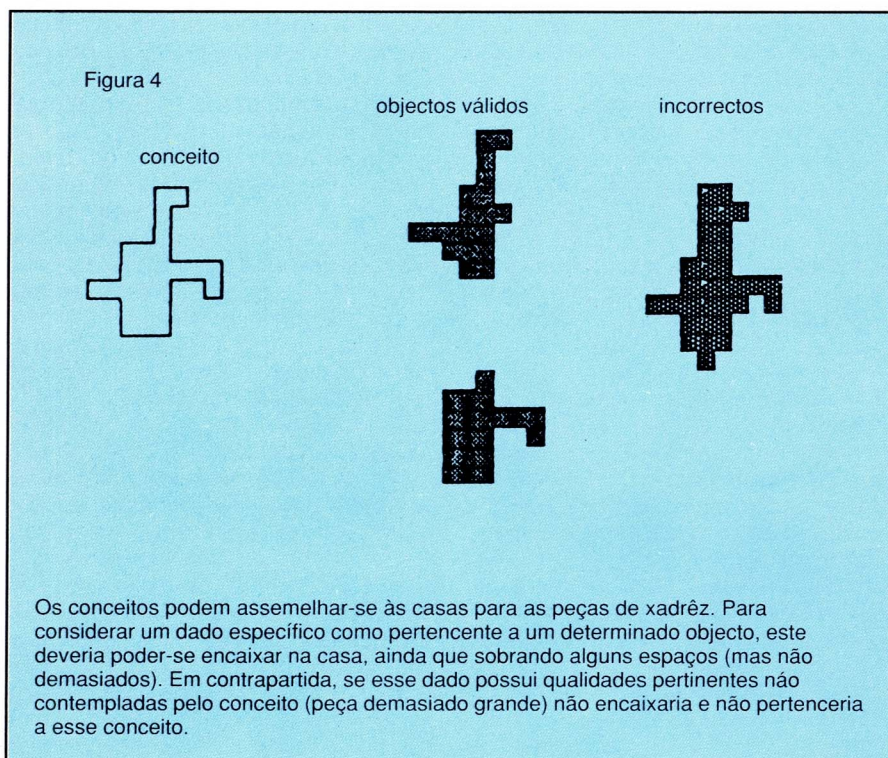 Figura 4
objectos válidos
incorrectos
conceito
Os conceitos podem assemelhar-se às casas para as peças de xadrêz. Para
considerar um dado específico como pertencente a um determinado objecto, este
deveria poder-se encaixar na casa, ainda que sobrando alguns espaços (mas não
demasiados). Em contrapartida, se esse dado possui qualidades pertinentes náo
contempladas pelo conceito (peça demasiado grande) não encaixaria e não pertenceria
a esse conceito.